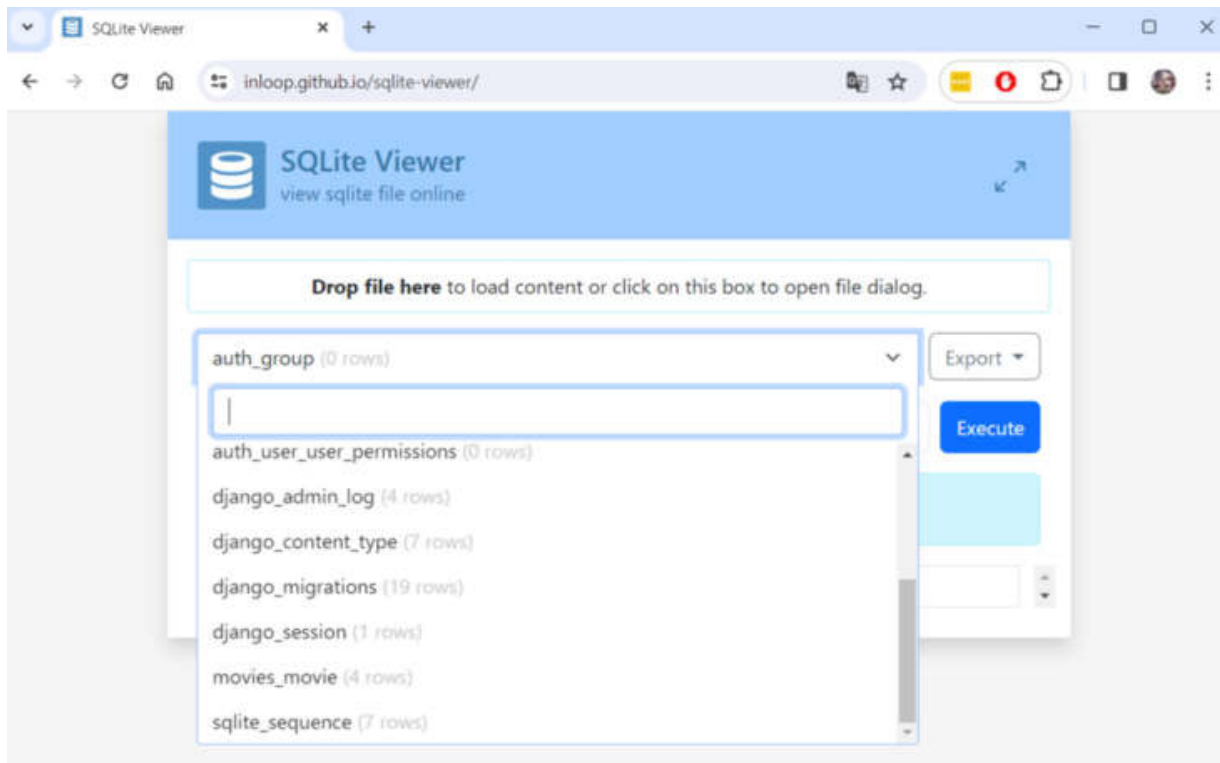 SQLite Viewer
inloop.github.io/sqlite-viewer/
SQLite Viewer
view sqlite file online
Drop file here to load content or click on this box to open file dialog.
auth_group (0 rows)
Export
Execute
auth_user_user_permissions (0 rows)
django_admin_log (4 rows)
django_content_type (7 rows)
django_migrations (19 rows)
django_session (1 rows)
movies_movie (4 rows)
sqlite_sequence (7 rows)